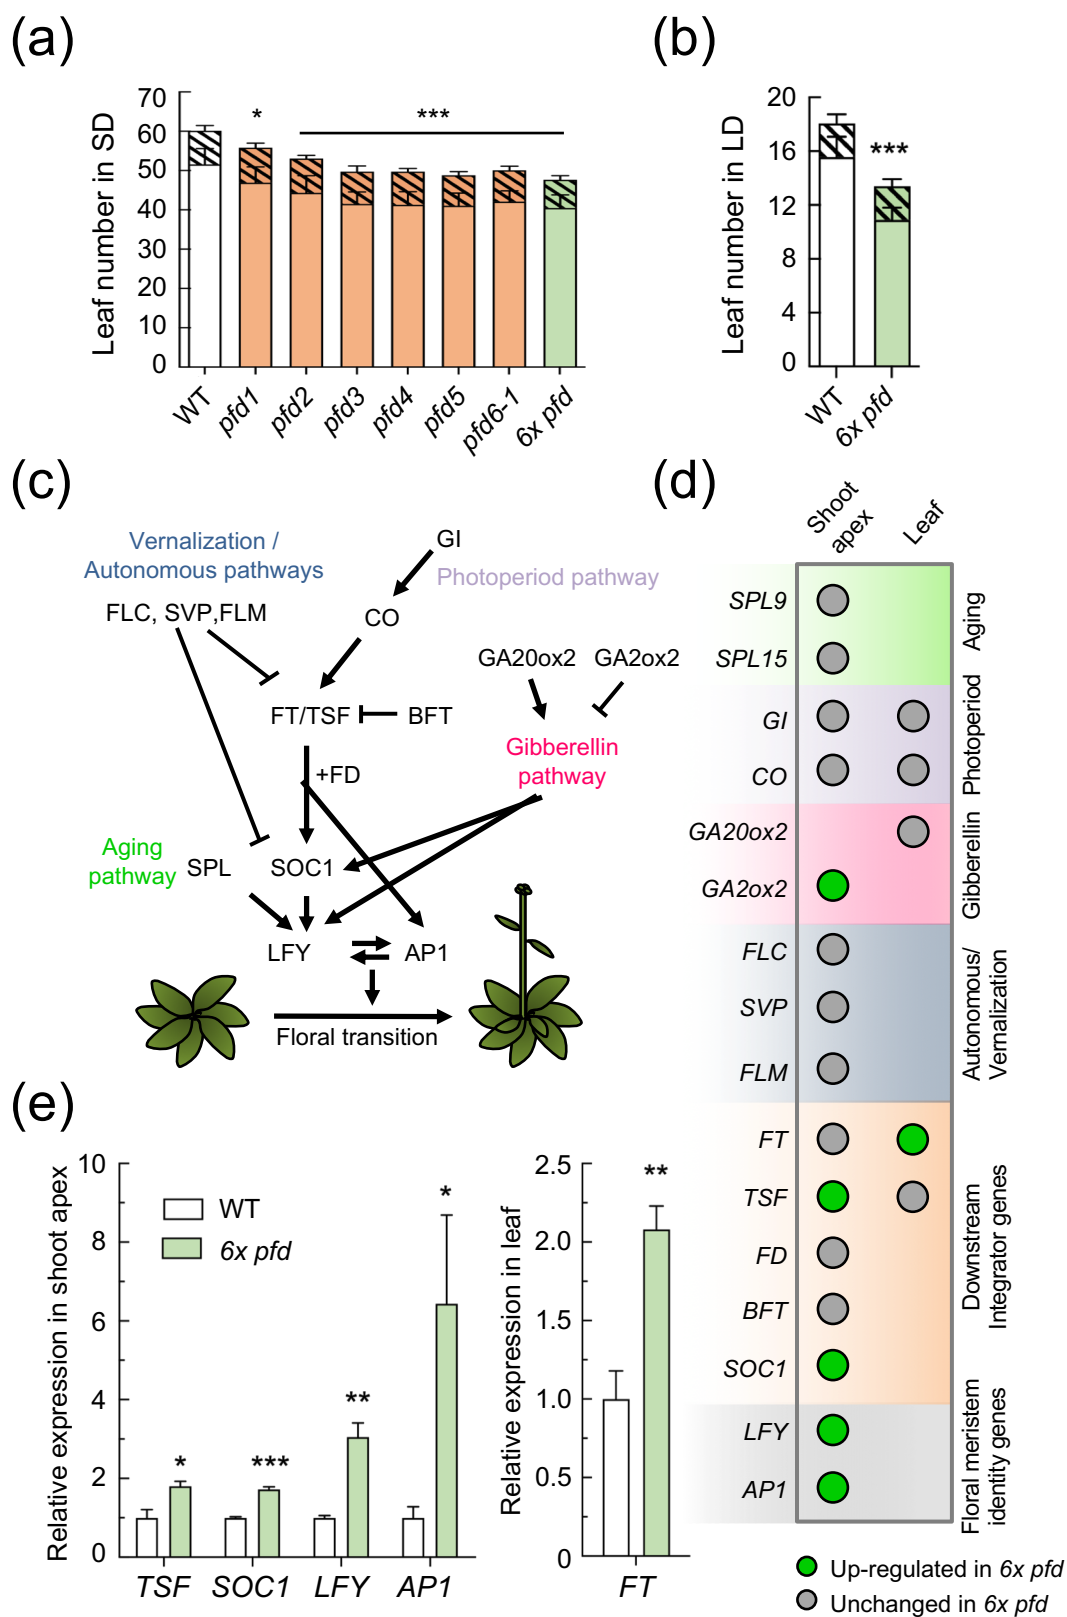 (a)
Leaf number in SD
70
60
50
40
30
20
10
0
*
***
WT
pfd1
pfd2
pfd3
pfd4
pfd5
pfd6-1
6x pfd
(b)
Leaf number in LD
20
16
12
8
4
0
***
WT
6x pfd
(c)
Vernalization /
Autonomous pathways
FLC, SVP,FLM
GI
Photoperiod pathway
CO
GA20ox2
GA2ox2
FT/TSF
BFT
Gibberellin
pathway
+FD
Aging
pathway
SPL
SOC1
LFY
AP1
Floral transition
(d)
Shoot
apex
Leaf
SPL9
SPL15
Aging
GI
CO
Photoperiod
GA20ox2
GA2ox2
Gibberellin
FLC
SVP
FLM
Autonomous/
Vernalization
FT
TSF
FD
BFT
SOC1
Downstream
Integrator genes
LFY
AP1
Floral meristem
identity genes
Up-regulated in 6x pfd
Unchanged in 6x pfd
(e)
Relative expression in shoot apex
10
8
6
4
2
0
WT
6x pfd
*
***
**
*
TSF
SOC1
LFY
AP1
Relative expression in leaf
2.5
2.0
1.5
1.0
0.5
0
**
FT